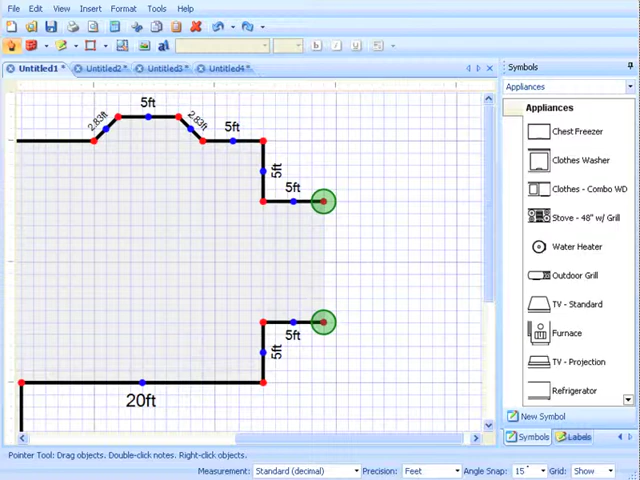 File Edit View Insert Format Tools Help
Untitled1 * Untitled2 * Untitled3 * Untitled4 *
Symbols
Appliances
Appliances
Chest Freezer
Clothes Washer
Clothes - Combo WD
Stove - 48" w/ Grill
Water Heater
Outdoor Grill
TV - Standard
Furnace
TV - Projection
Refrigerator
New Symbol
Symbols Labels
5ft
2.83ft
2.83ft
5ft
5ft
5ft
5ft
5ft
20ft
Pointer Tool: Drag objects. Double-click notes. Right-click objects.
Measurement: Standard (decimal) Precision: Feet Angle Snap: 15° Grid: Show